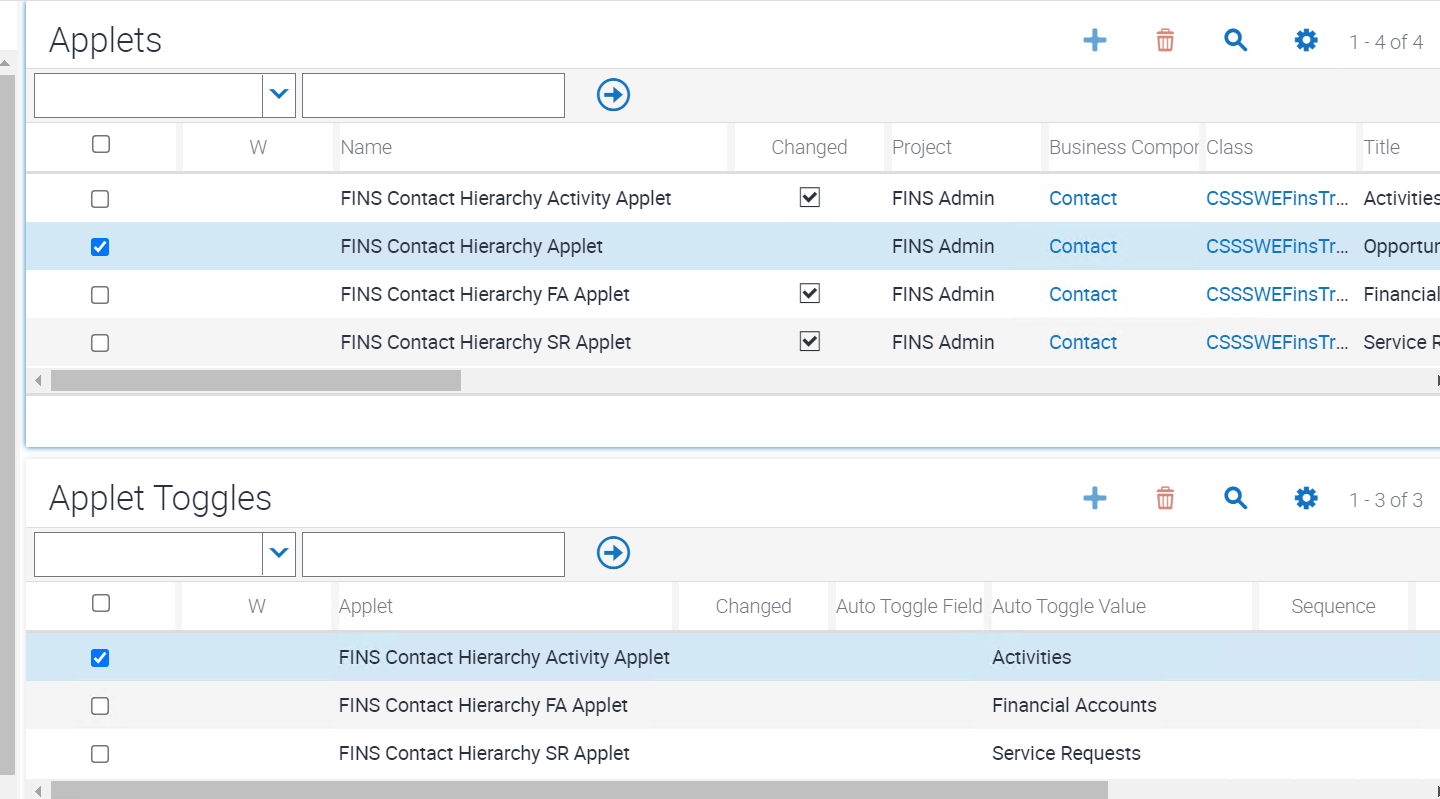 Applets
1 - 4 of 4
W Name Changed Project Business Compor Class Title
FINS Contact Hierarchy Activity Applet FINS Admin Contact CSSSWEFinsTr... Activities
FINS Contact Hierarchy Applet FINS Admin Contact CSSSWEFinsTr... Opportun
FINS Contact Hierarchy FA Applet FINS Admin Contact CSSSWEFinsTr... Financial
FINS Contact Hierarchy SR Applet FINS Admin Contact CSSSWEFinsTr... Service R
Applet Toggles
1 - 3 of 3
W Applet Changed Auto Toggle Field Auto Toggle Value Sequence
FINS Contact Hierarchy Activity Applet Activities
FINS Contact Hierarchy FA Applet Financial Accounts
FINS Contact Hierarchy SR Applet Service Requests